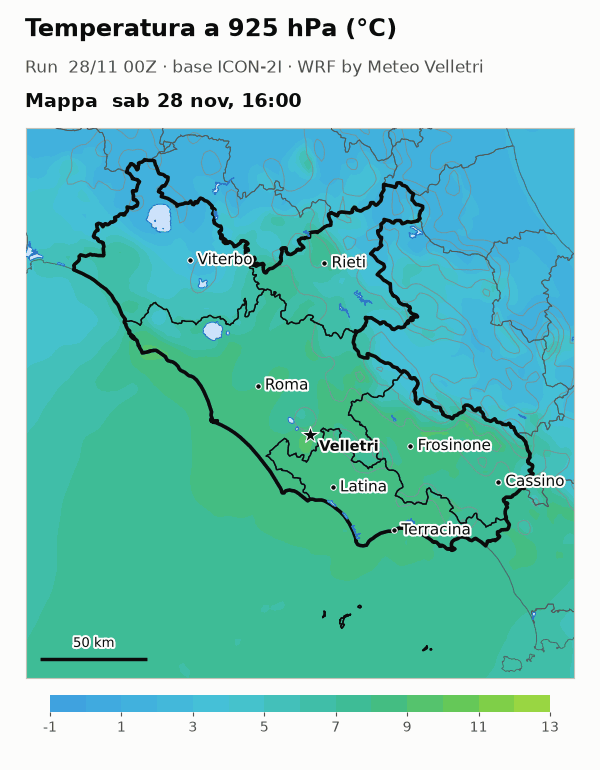 Temperatura a 925 hPa (°C)
Run  28/11 00Z · base ICON-2I · WRF by Meteo Velletri
Mappa  sab 28 nov, 16:00
Viterbo
Rieti
Roma
Velletri
Frosinone
Latina
Cassino
Terracina
50 km
-1 1 3 5 7 9 11 13